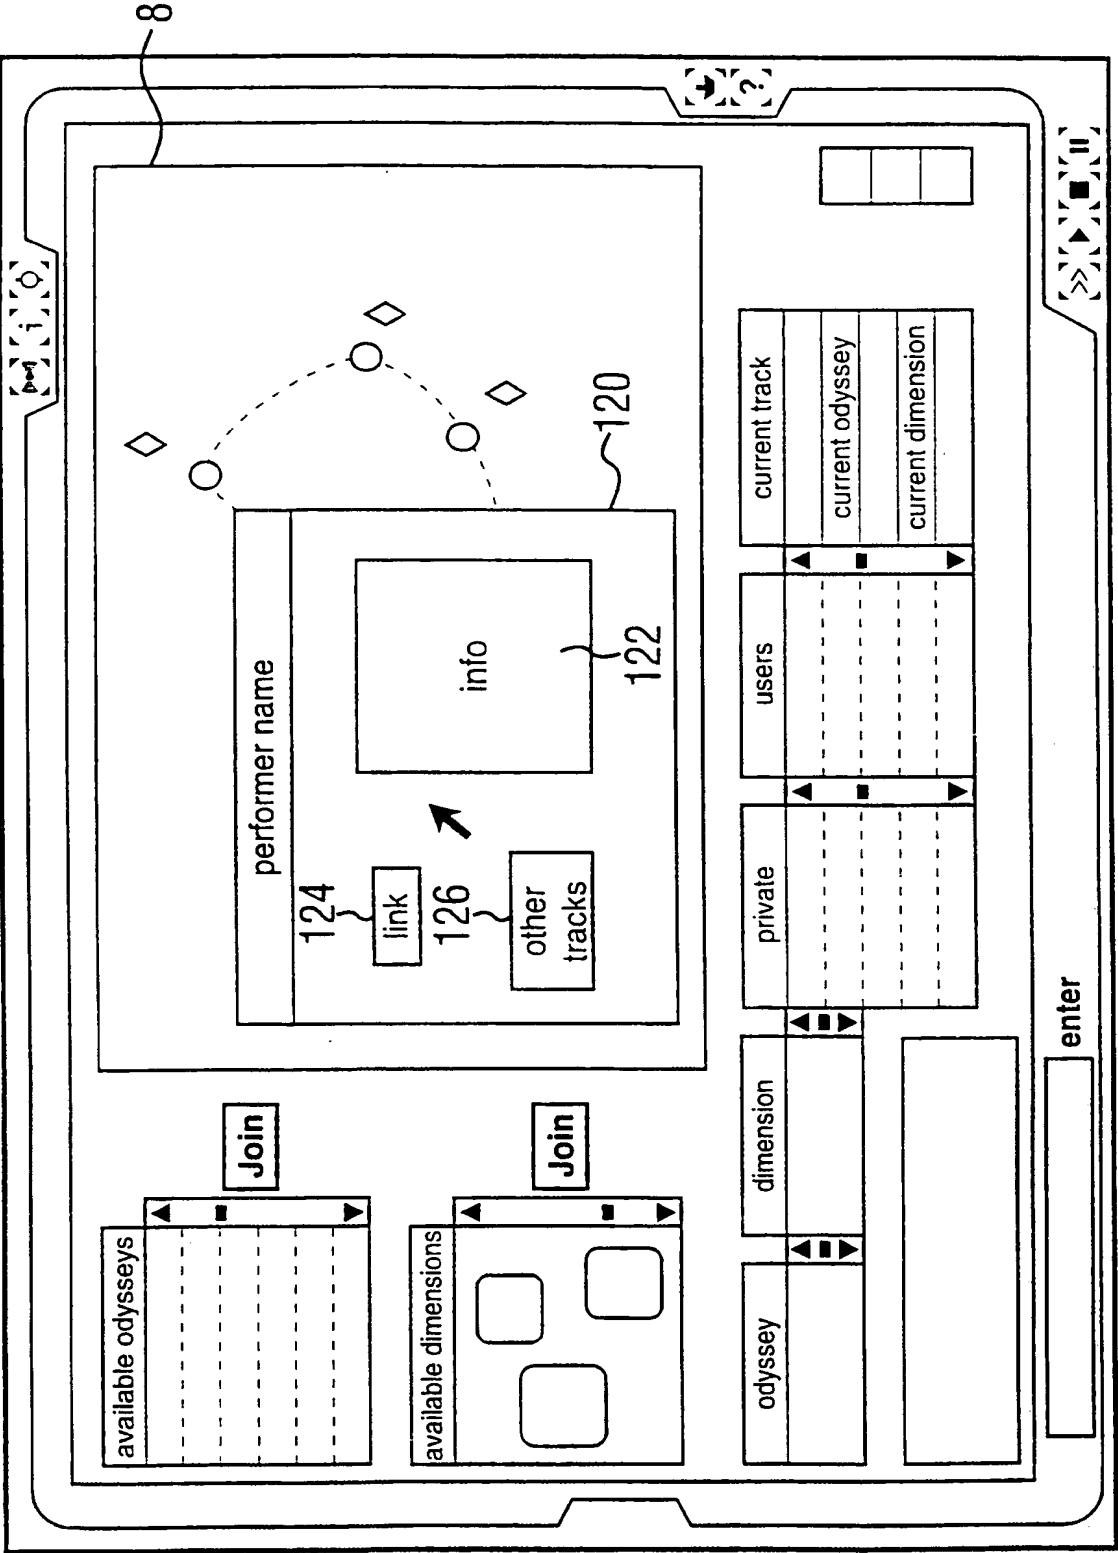 i
8
available odysseys
Join
available dimensions
Join
performer name
124
link
126
other
tracks
info
122
120
odyssey
dimension
private
users
current track
current odyssey
current dimension
?
enter
>>